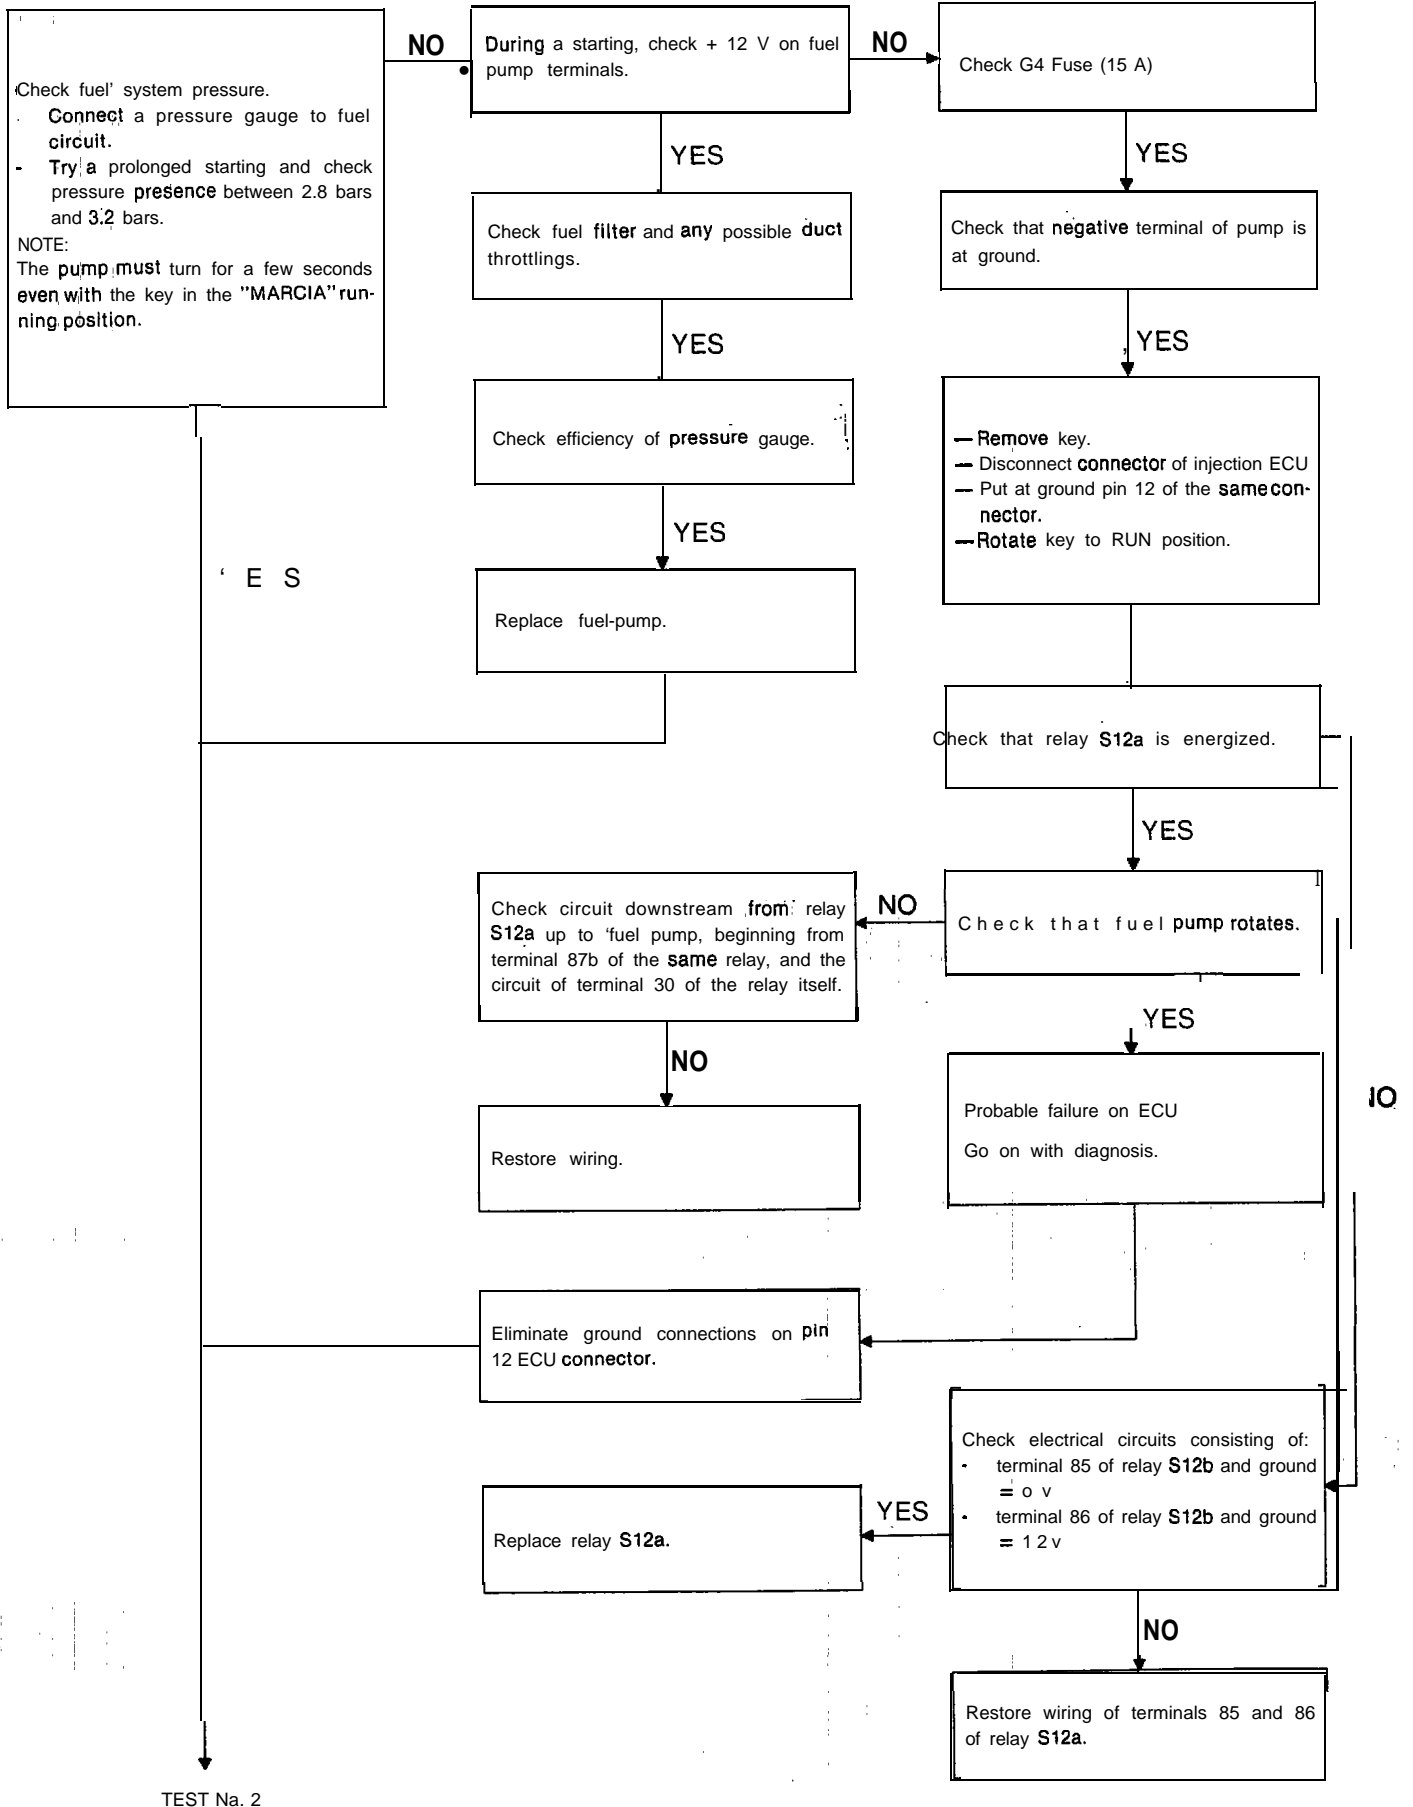 Check fuel' system pressure.
Connect a pressure gauge to fuel
circuit.
- Try a prolonged starting and check
pressure presence between 2.8 bars
and 3.2 bars.
NOTE:
The pump must turn for a few seconds
even with the key in the "MARCIA" run-
ning position.
NO
During a starting, check + 12 V on fuel
pump terminals.
NO
Check G4 Fuse (15 A)
YES
YES
Check fuel filter and any possible duct
throttlings.
Check that negative terminal of pump is
at ground.
YES
YES
Check efficiency of pressure gauge.
— Remove key.
— Disconnect connector of injection ECU
— Put at ground pin 12 of the same con-
nector.
— Rotate key to RUN position.
YES
' E S
Replace fuel-pump.
Check that relay S12a is energized.
YES
Check circuit downstream from relay
S12a up to 'fuel pump, beginning from
terminal 87b of the same relay, and the
circuit of terminal 30 of the relay itself.
NO
Check that fuel pump rotates.
YES
NO
Probable failure on ECU
Go on with diagnosis.
IO
Restore wiring.
Eliminate ground connections on pin
12 ECU connector.
Check electrical circuits consisting of:
- terminal 85 of relay S12b and ground
= o v
- terminal 86 of relay S12b and ground
= 12v
YES
Replace relay S12a.
NO
Restore wiring of terminals 85 and 86
of relay S12a.
TEST Na. 2